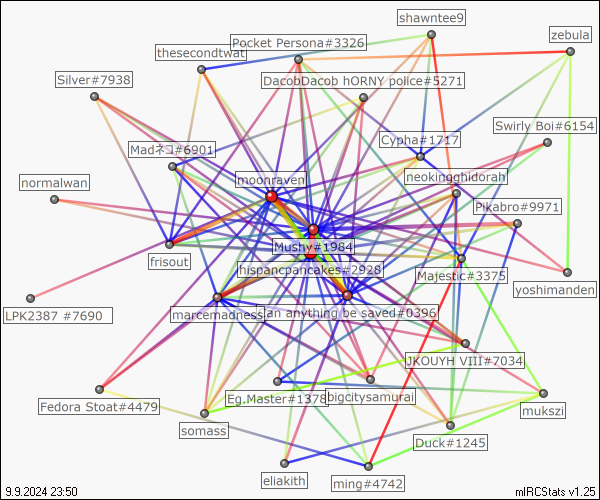 shawntee9
zebula
Pocket Persona#3326
thesecondtwat
DacobDacob hORNY police#5271
Silver#7938
Swirly Boi#6154
Cypha#1717
Madネコ#6901
neokingghidorah
moonraven
normalwan
Pikabro#9971
Mushy#1984
frisout
hispancpancakes#2928
Majestic#3375
yoshimanden
LPK2387 #7690
marcemadness
an anything be saved#0396
JKOUYH VIII#7034
Eg.Master#1378
bigcitysamurai
Fedora Stoat#4479
mukszi
somass
Duck#1245
eliakith
ming#4742
9.9.2024 23:50
mIRCStats v1.25